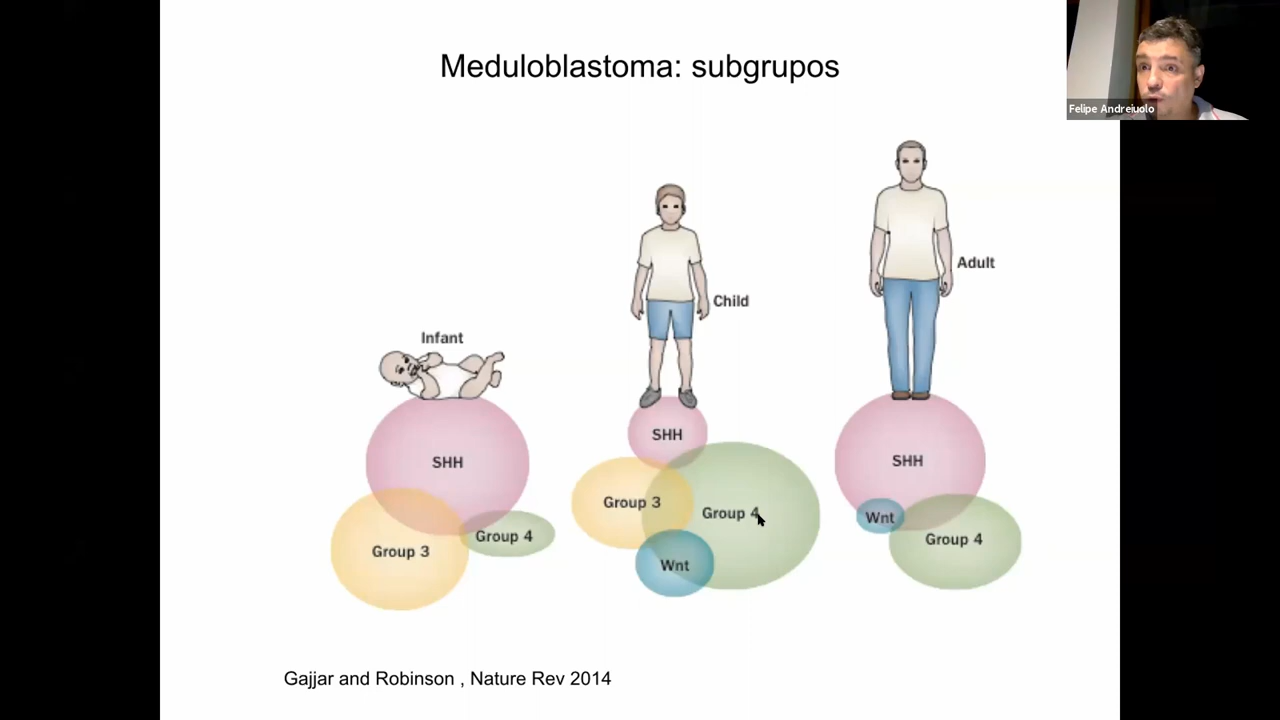 Meduloblastoma: subgrupos
Felipe Andreiuolo
Adult
Child
Infant
SHH
Group 3
Group 4
SHH
Group 3
Group 4
Wnt
SHH
Wnt
Group 4
Gajjar and Robinson , Nature Rev 2014